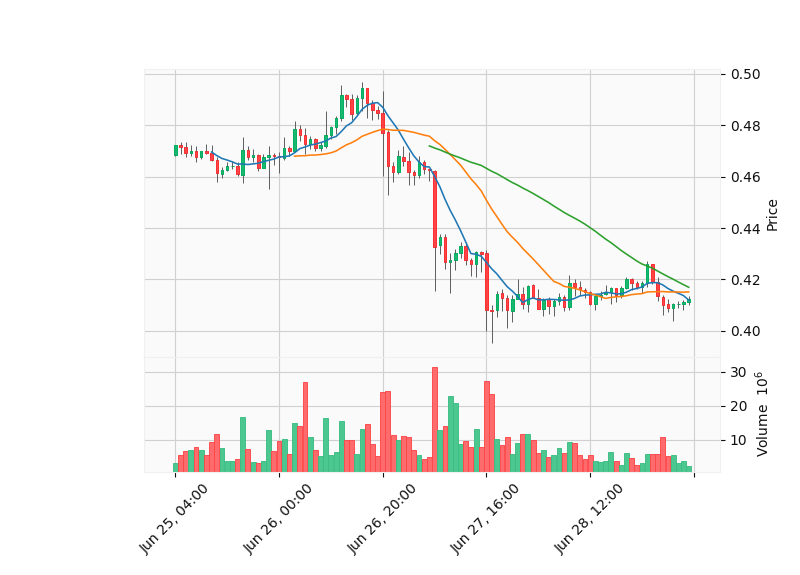 0.50
0.48
0.46
0.44
0.42
0.40
Price
30
20
10
Volume 10^6
Jun 25, 04:00
Jun 26, 00:00
Jun 26, 20:00
Jun 27, 16:00
Jun 28, 12:00